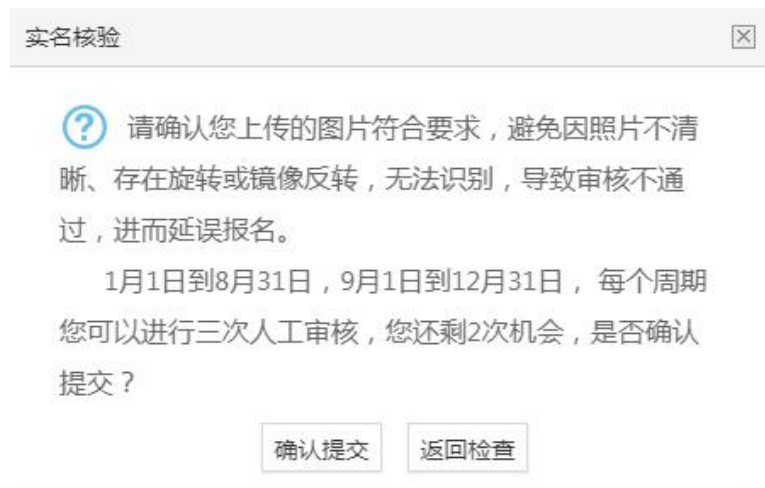 实名核验
请确认您上传的图片符合要求，避免因照片不清
晰、存在旋转或镜像反转，无法识别，导致审核不通
过，进而延误报名。
1月1日到8月31日，9月1日到12月31日， 每个周期
您可以进行三次人工审核，您还剩2次机会，是否确认
提交？
确认提交 返回检查